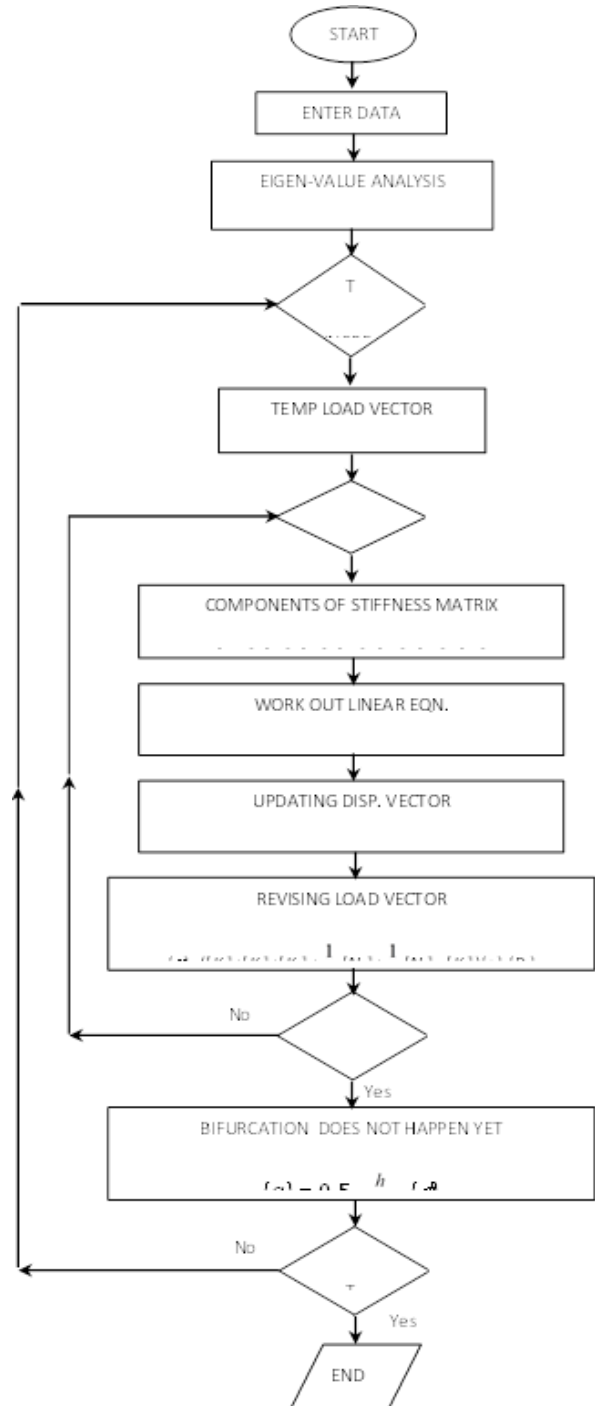 START
ENTER DATA
EIGEN-VALUE ANALYSIS
T
TEMP LOAD VECTOR
COMPONENTS OF STIFFNESS MATRIX
WORK OUT LINEAR EQN.
UPDATING DISP. VECTOR
REVISING LOAD VECTOR
No
Yes
BIFURCATION DOES NOT HAPPEN YET
h
No
Yes
END